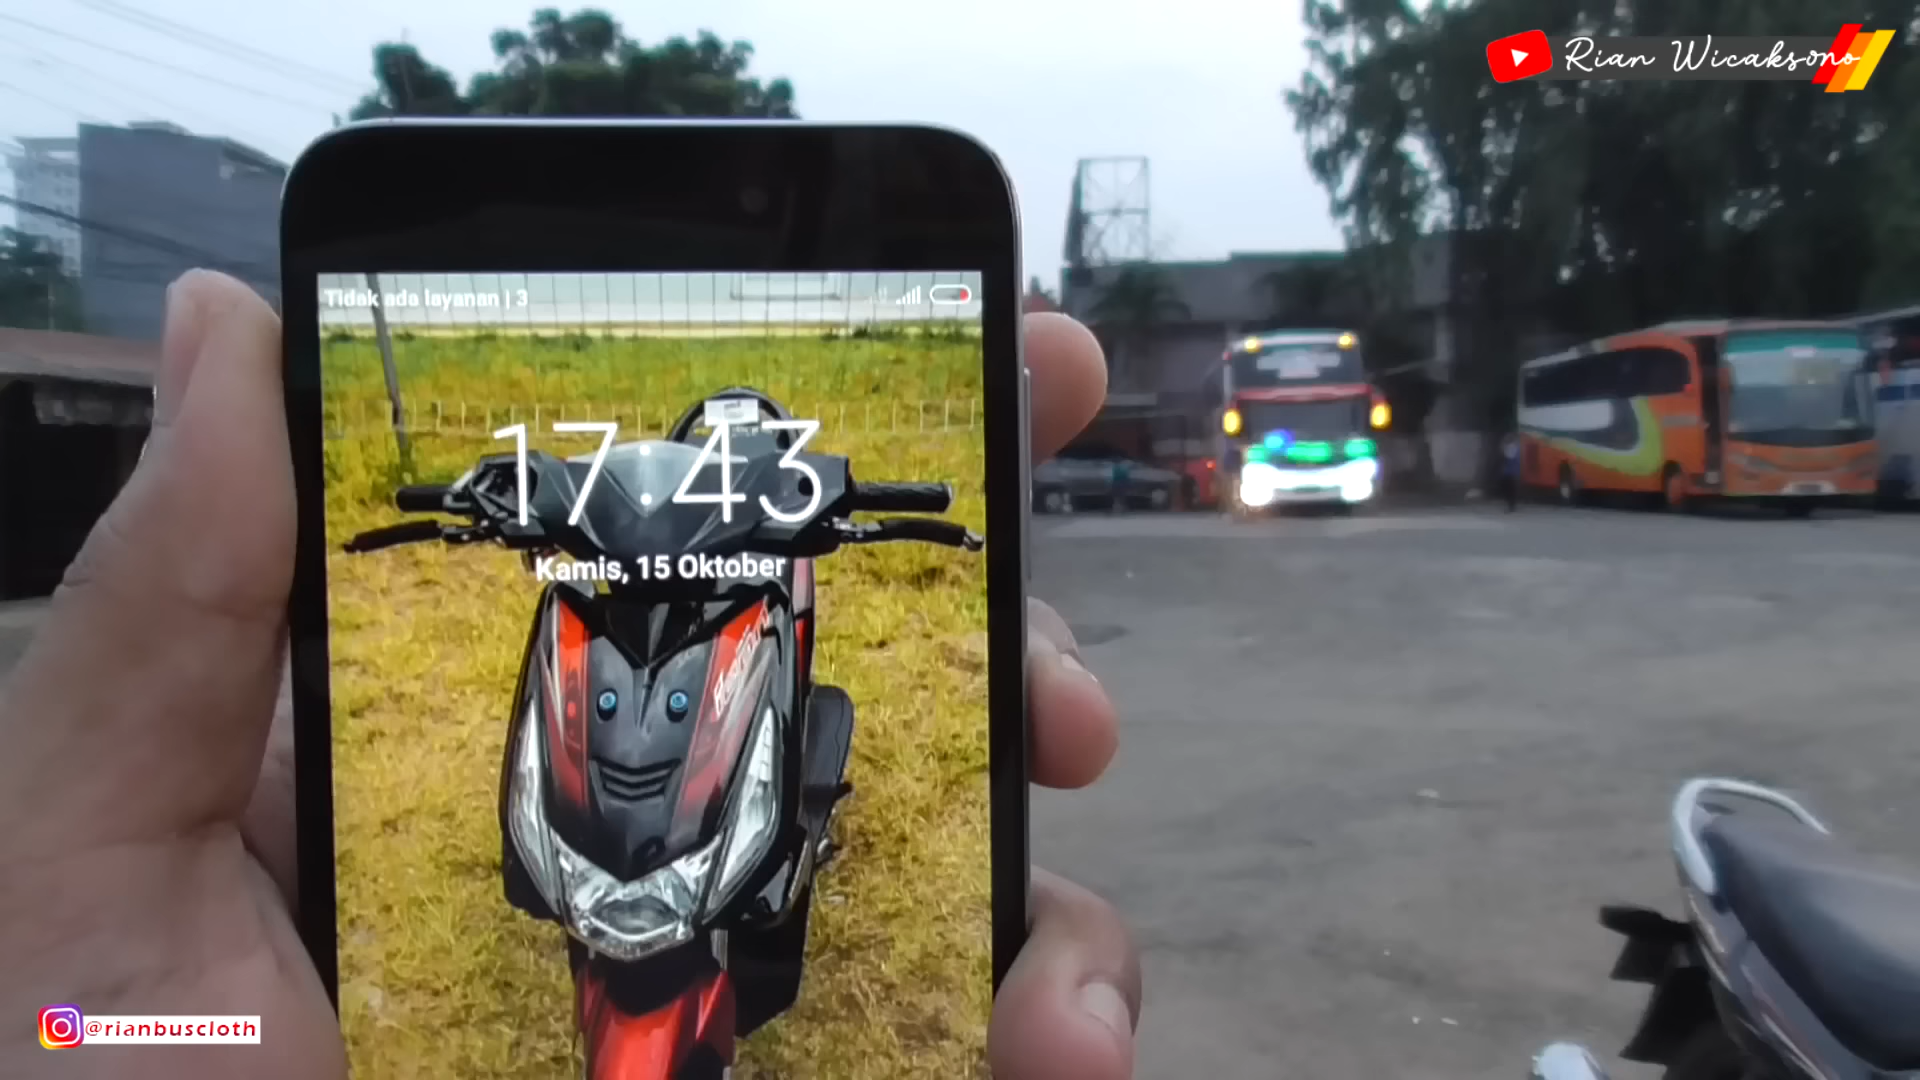 Rian Wicaksono
Tidak ada layanan | 3
17:43
Kamis, 15 Oktober
@rianbuscloth